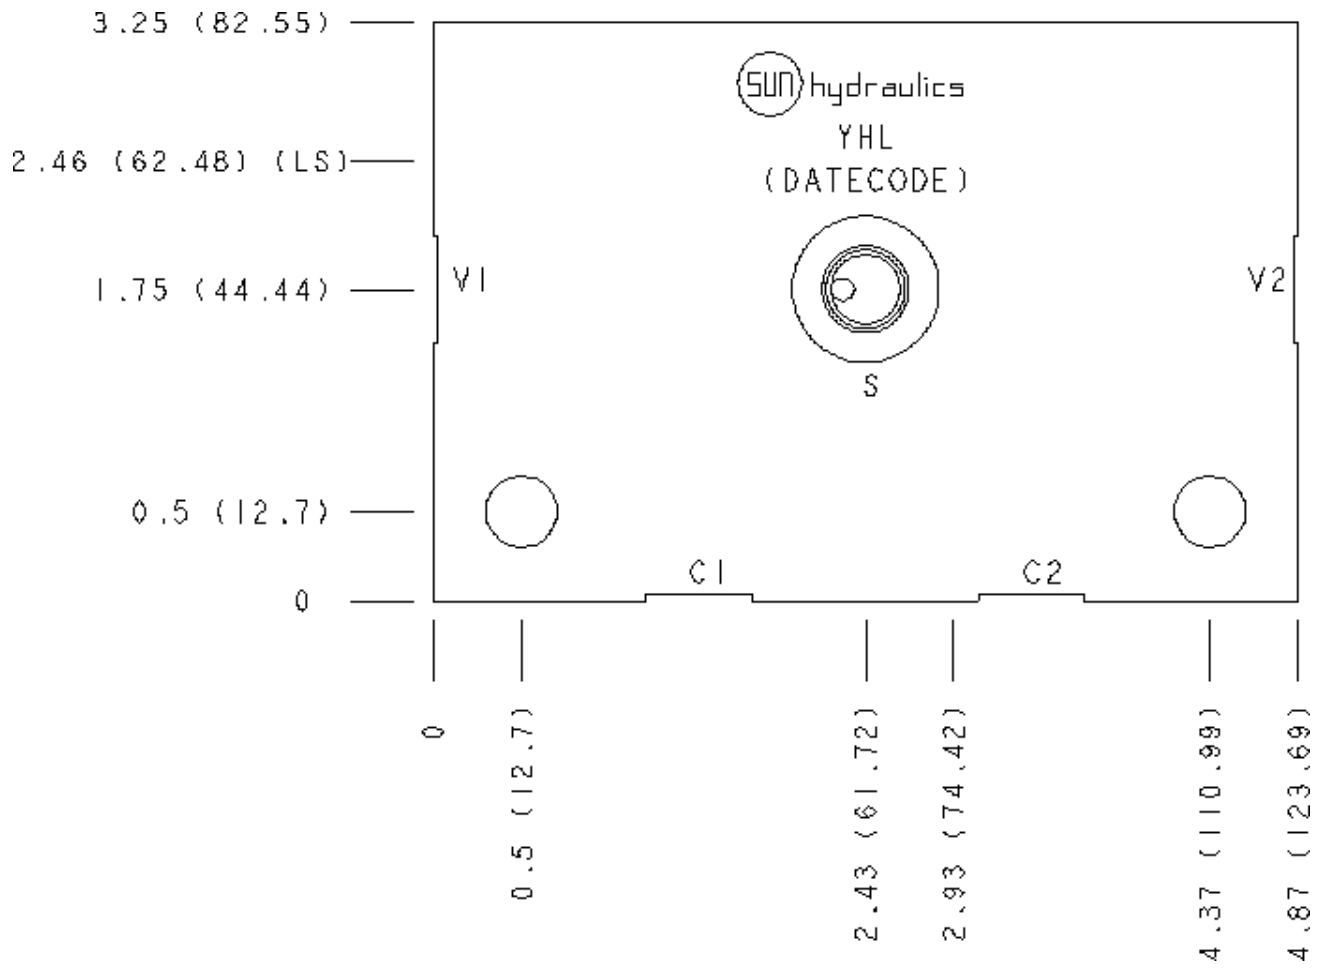 3.25 (82.55)
SUN hydraulics
YHL
2.46 (62.48) (LS)
(DATECODE)
1.75 (44.44)
V1
V2
S
0.5 (12.7)
C1
C2
0
0
0.5 (12.7)
2.43 (61.72)
2.93 (74.42)
4.37 (110.99)
4.87 (123.69)